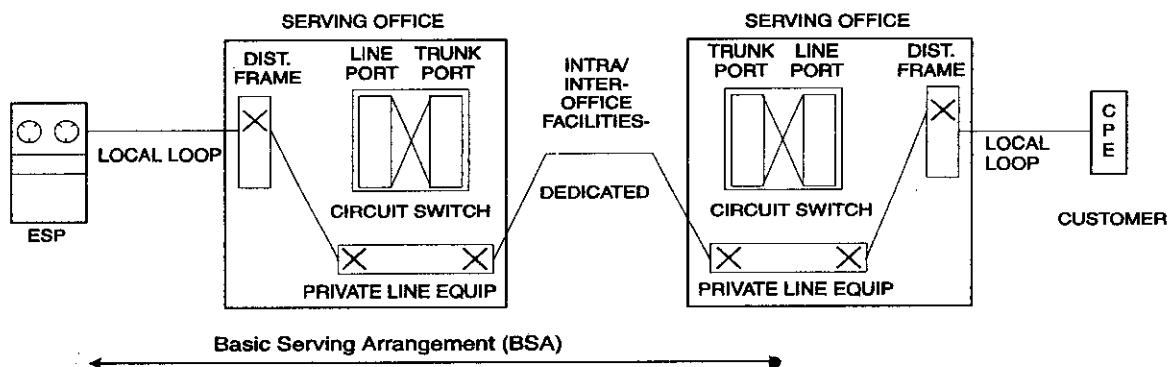 SERVING OFFICE
DIST.
FRAME
LINE
PORT
TRUNK
PORT
CIRCUIT SWITCH
PRIVATE LINE EQUIP
ESP
LOCAL LOOP
INTRA/
INTER-
OFFICE
FACILITIES-
DEDICATED
SERVING OFFICE
TRUNK
PORT
LINE
PORT
DIST.
FRAME
CIRCUIT SWITCH
PRIVATE LINE EQUIP
LOCAL
LOOP
C
P
E
CUSTOMER
Basic Serving Arrangement (BSA)